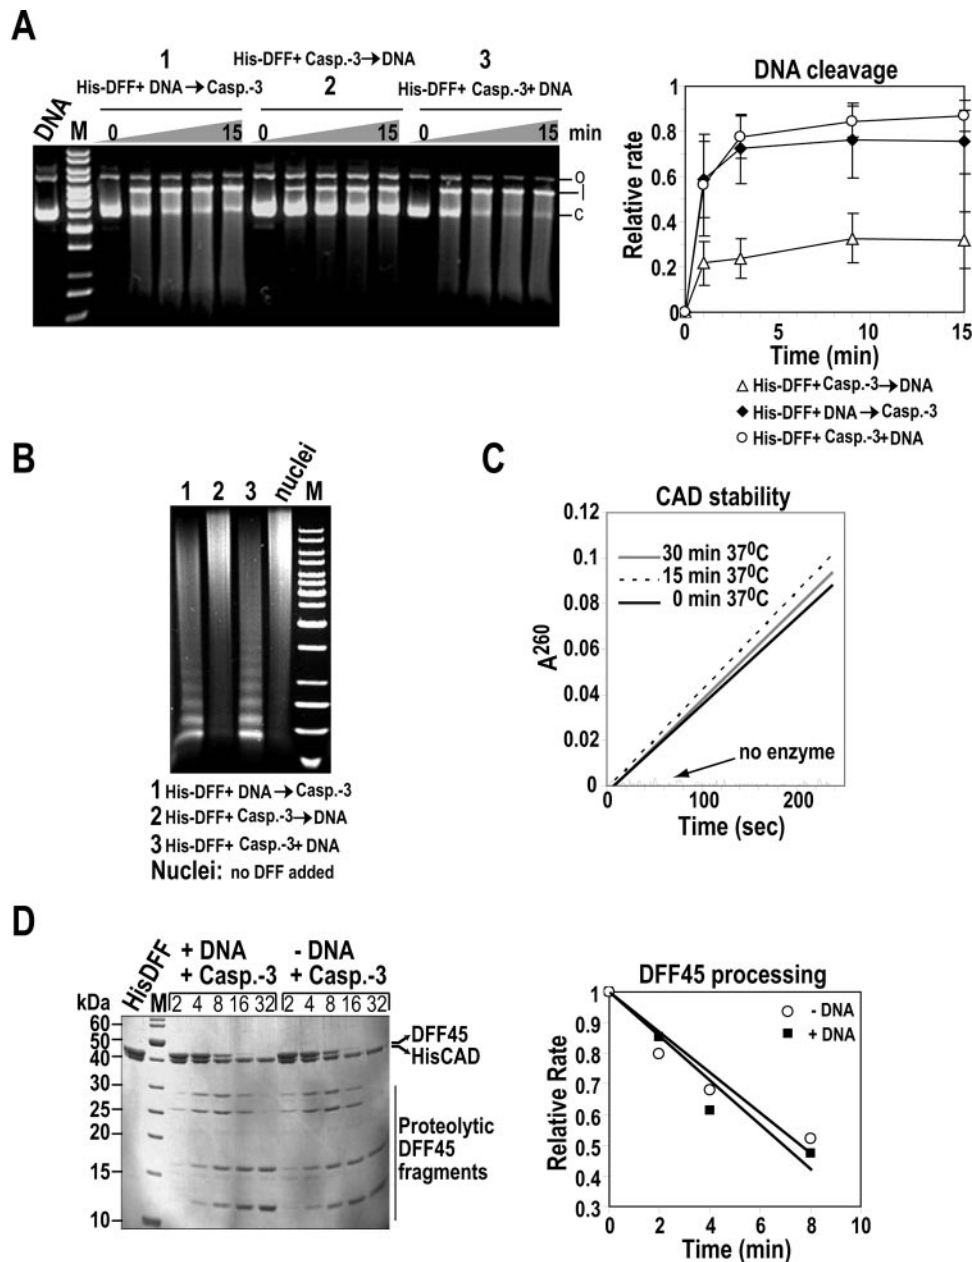 A
1
His-DFF+ DNA→Casp.-3
His-DFF+ Casp.-3→DNA
2
3
His-DFF+ Casp.-3+ DNA
DNA
M
0 15
0 15
0 15 min
O
I
C
DNA cleavage
Relative rate
1
0.8
0.6
0.4
0.2
0
0 5 10 15
Time (min)
His-DFF+Casp.-3→DNA
His-DFF+ DNA →Casp.-3
His-DFF+ Casp.-3+DNA
B
1 2 3 nuclei M
1 His-DFF+ DNA→Casp.-3
2 His-DFF+ Casp.-3→DNA
3 His-DFF+ Casp.-3+ DNA
Nuclei: no DFF added
C
CAD stability
A260
0.12
0.1
0.08
0.06
0.04
0.02
0
30 min 37⁰C
15 min 37⁰C
0 min 37⁰C
no enzyme
0 100 200
Time (sec)
D
HisDFF
M
+ DNA
+ Casp.-3
- DNA
+ Casp.-3
2 4 8 16 32
2 4 8 16 32
kDa
60
50
40
30
25
20
15
10
DFF45
HisCAD
Proteolytic
DFF45
fragments
DFF45 processing
Relative Rate
1
0.9
0.8
0.7
0.6
0.5
0.4
0.3
- DNA
+ DNA
0 2 4 6 8 10
Time (min)